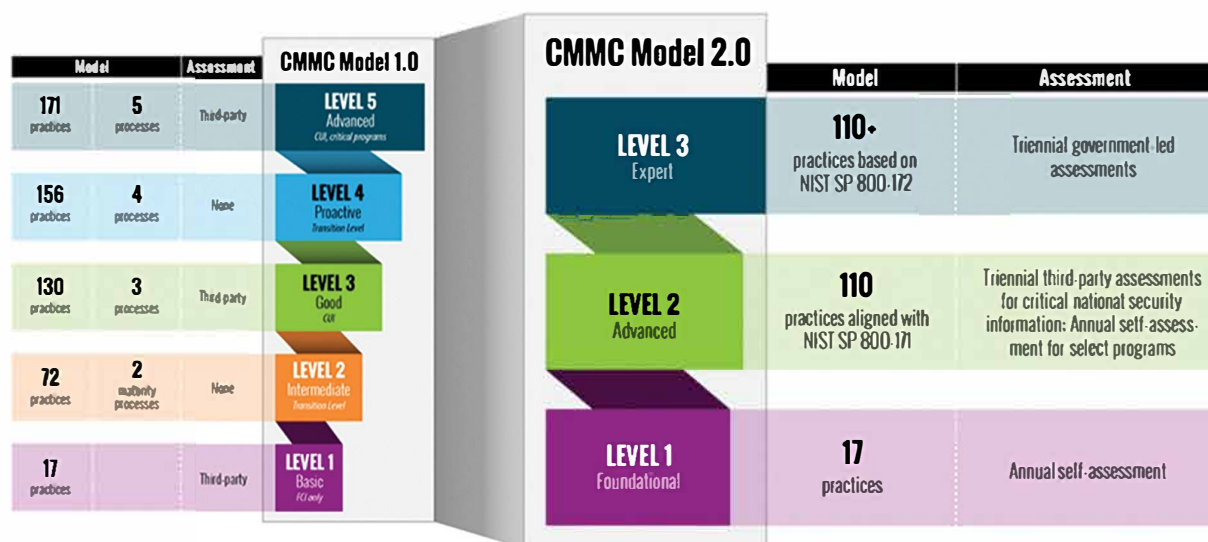 CMMC Model 1.0
Model Assessment
171 practices 5 processes Third-party
LEVEL 5
Advanced
CUI, critical programs
156 practices 4 processes None
LEVEL 4
Proactive
Transition Level
130 practices 3 processes Third-party
LEVEL 3
Good
CUI
72 practices 2 maturity processes None
LEVEL 2
Intermediate
Transition Level
17 practices Third-party
LEVEL 1
Basic
FCI only
CMMC Model 2.0
Model Assessment
LEVEL 3
Expert
110+
practices based on
NIST SP 800-172
Triennial government-led
assessments
LEVEL 2
Advanced
110
practices aligned with
NIST SP 800-171
Triennial third-party assessments
for critical national security
information; Annual self-assess-
ment for select programs
LEVEL 1
Foundational
17
practices
Annual self-assessment